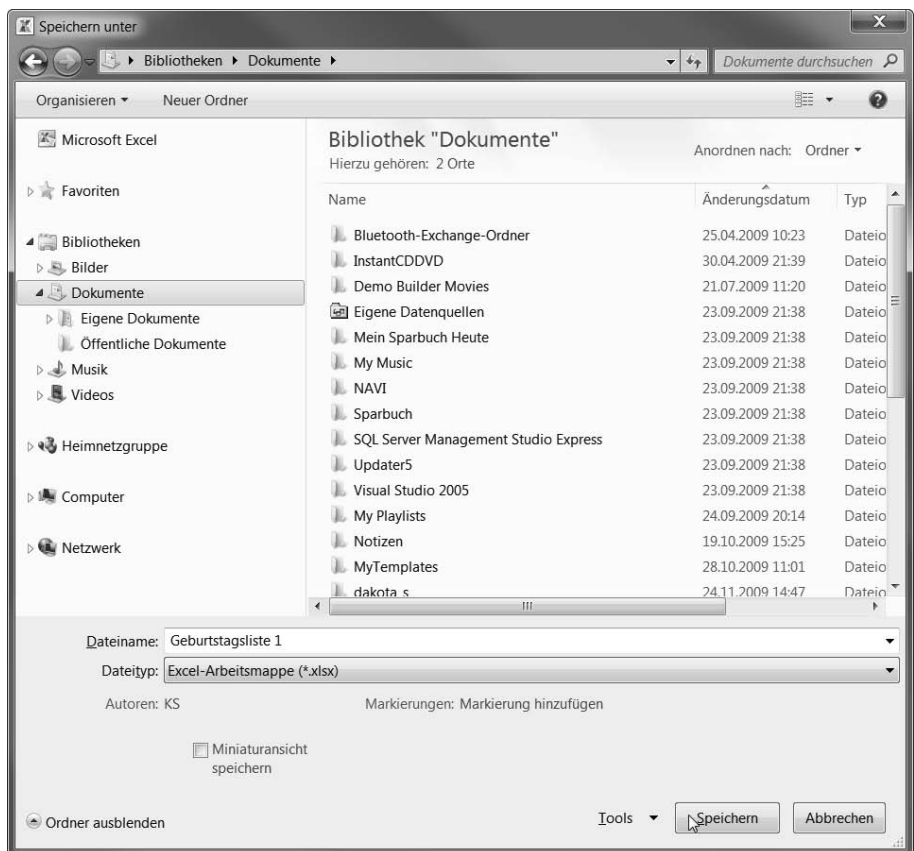 Speichern unter
Bibliotheken Dokumente Dokumente durchsuchen
Organisieren Neuer Ordner
Microsoft Excel
Favoriten
Bibliotheken
Bilder
Dokumente
Eigene Dokumente
Öffentliche Dokumente
Musik
Videos
Heimnetzgruppe
Computer
Netzwerk
Bibliothek "Dokumente"
Hierzu gehören: 2 Orte
Anordnen nach: Ordner
Name Änderungsdatum Typ
Bluetooth-Exchange-Ordner 25.04.2009 10:23 Dateio
InstantCDDVD 30.04.2009 21:39 Dateio
Demo Builder Movies 21.07.2009 11:20 Dateio
Eigene Datenquellen 23.09.2009 21:38 Dateio
Mein Sparbuch Heute 23.09.2009 21:38 Dateio
My Music 23.09.2009 21:38 Dateio
NAVI 23.09.2009 21:38 Dateio
Sparbuch 23.09.2009 21:38 Dateio
SQL Server Management Studio Express 23.09.2009 21:38 Dateio
Updater5 23.09.2009 21:38 Dateio
Visual Studio 2005 23.09.2009 21:38 Dateio
My Playlists 24.09.2009 20:14 Dateio
Notizen 19.10.2009 15:25 Dateio
MyTemplates 28.10.2009 11:01 Dateio
dakota s 24.11.2009 14:47 Dateio
Dateiname: Geburtstagsliste 1
Dateityp: Excel-Arbeitsmappe (*.xlsx)
Autoren: KS Markierungen: Markierung hinzufügen
Miniaturansicht
speichern
Ordner ausblenden Tools Speichern Abbrechen